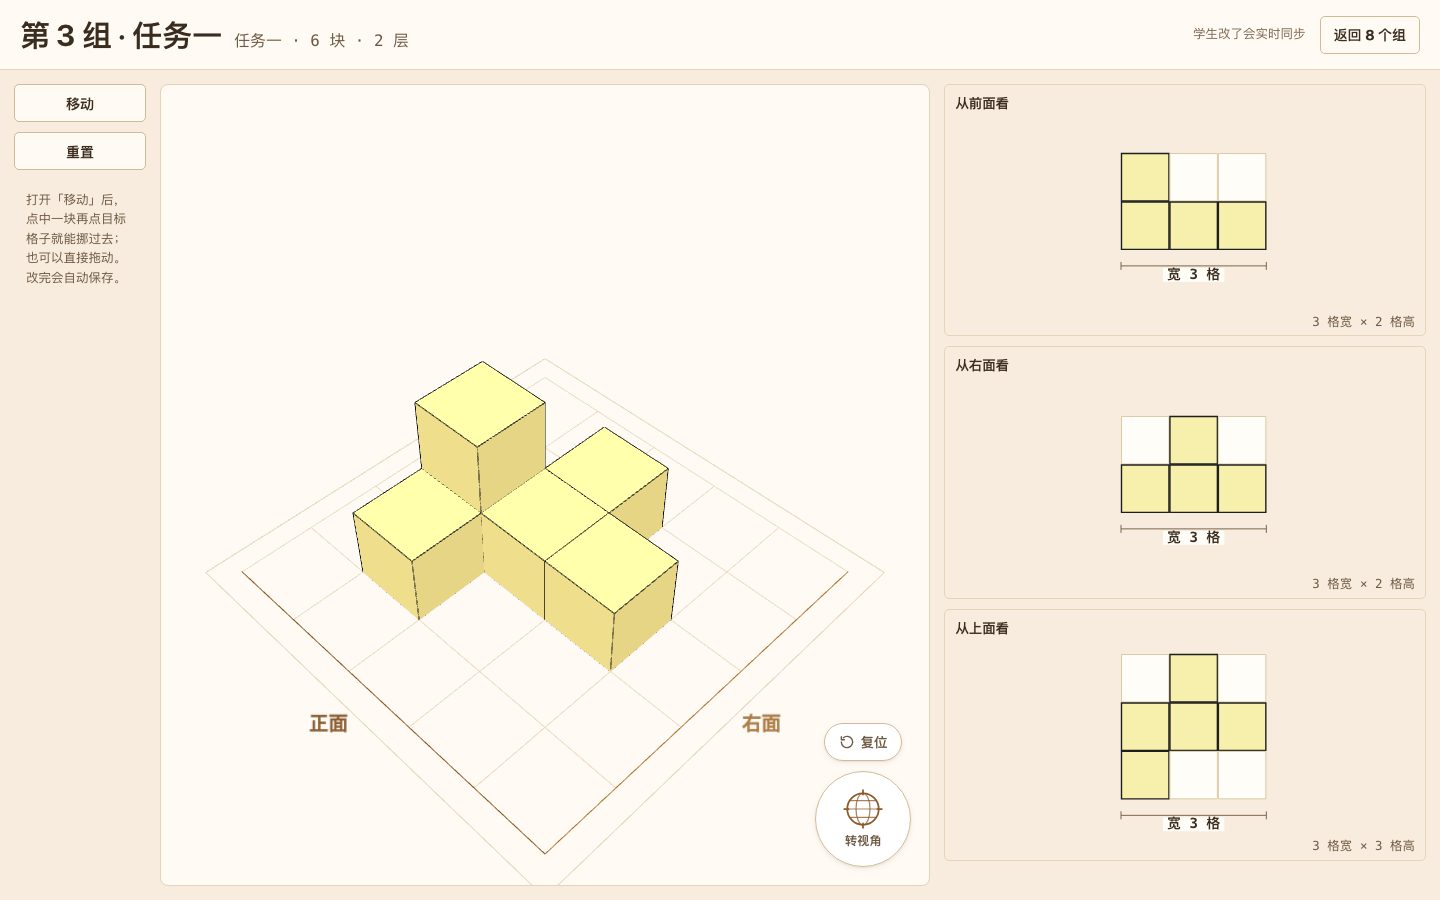 第 3 组 · 任务一
任务一 · 6 块 · 2 层
学生改了会实时同步
返回 8 个组
移动
重置
打开「移动」后，
点中一块再点目标
格子就能挪过去；
也可以直接拖动。
改完会自动保存。
正面
右面
复位
转视角
从前面看
宽 3 格
3 格宽 × 2 格高
从右面看
宽 3 格
3 格宽 × 2 格高
从上面看
宽 3 格
3 格宽 × 3 格高